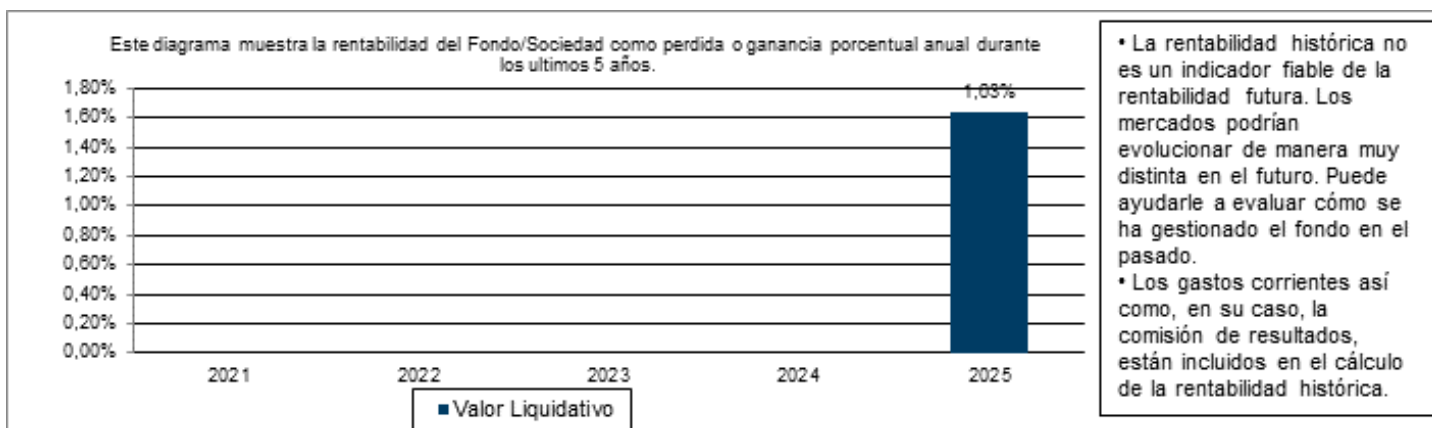 Este diagrama muestra la rentabilidad del Fondo/Sociedad como perdida o ganancia porcentual anual durante
los ultimos 5 años.
1,80%
1,60%
1,40%
1,20%
1,00%
0,80%
0,60%
0,40%
0,20%
0,00%
1,63%
2021
2022
2023
2024
2025
Valor Liquidativo
• La rentabilidad histórica no
es un indicador fiable de la
rentabilidad futura. Los
mercados podrían
evolucionar de manera muy
distinta en el futuro. Puede
ayudarle a evaluar cómo se
ha gestionado el fondo en el
pasado.
• Los gastos corrientes así
como, en su caso, la
comisión de resultados,
están incluidos en el cálculo
de la rentabilidad histórica.